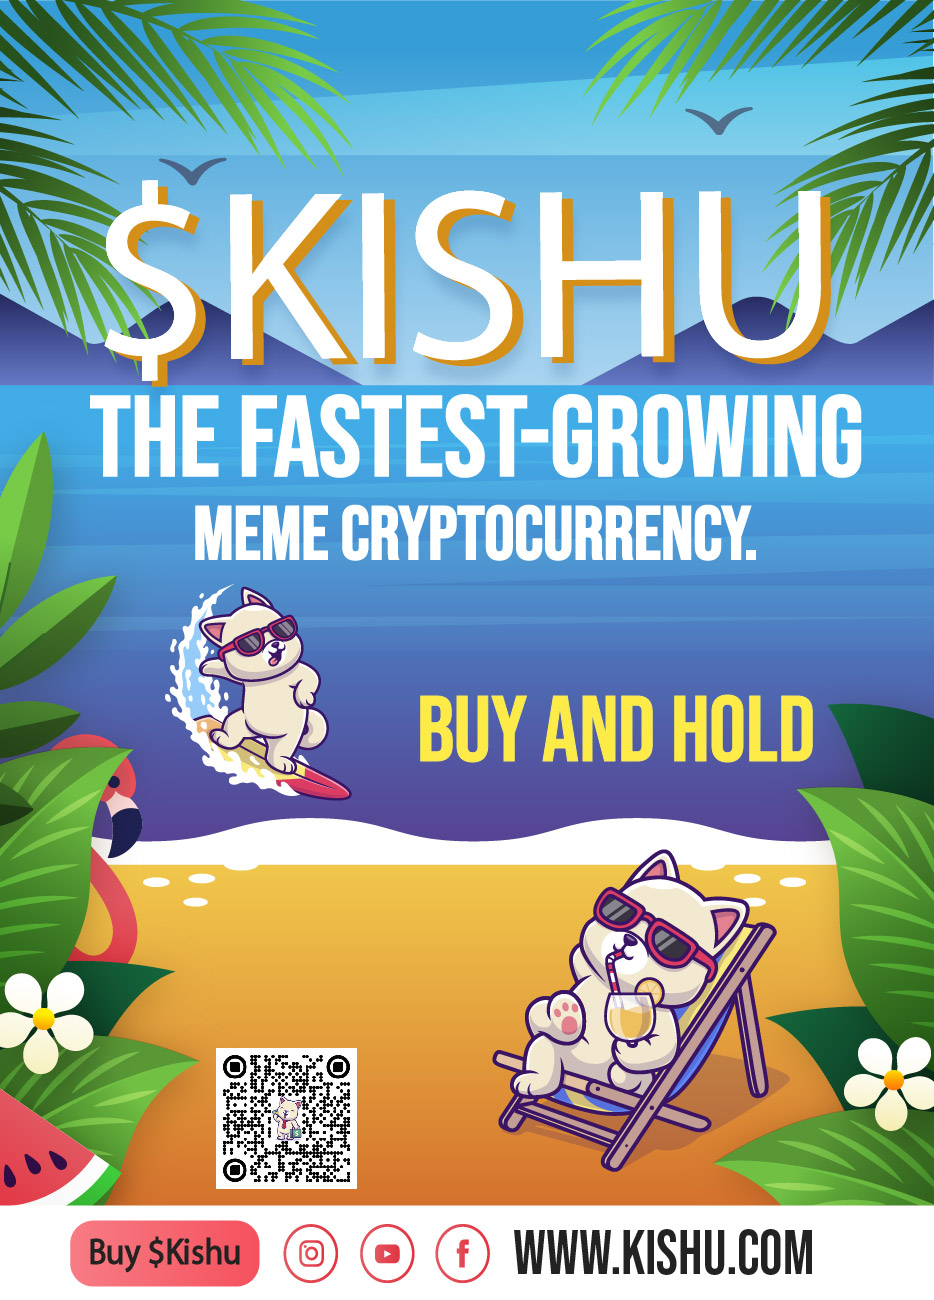 $KISHU
THE FASTEST-GROWING
MEME CRYPTOCURRENCY.
BUY AND HOLD
Buy $Kishu
WWW.KISHU.COM